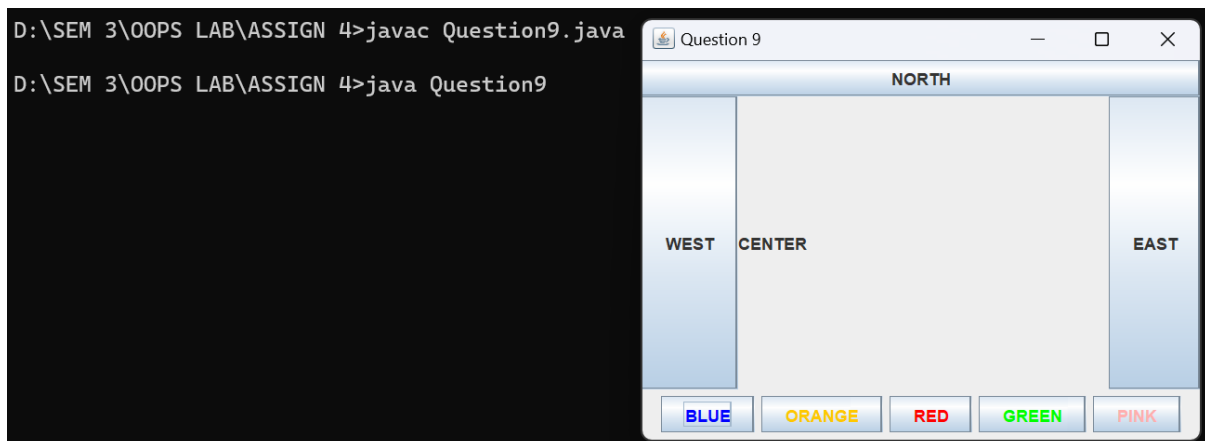 D:\SEM 3\OOPS LAB\ASSIGN 4>javac Question9.java
D:\SEM 3\OOPS LAB\ASSIGN 4>java Question9
Question 9
NORTH
WEST CENTER EAST
BLUE ORANGE RED GREEN PINK